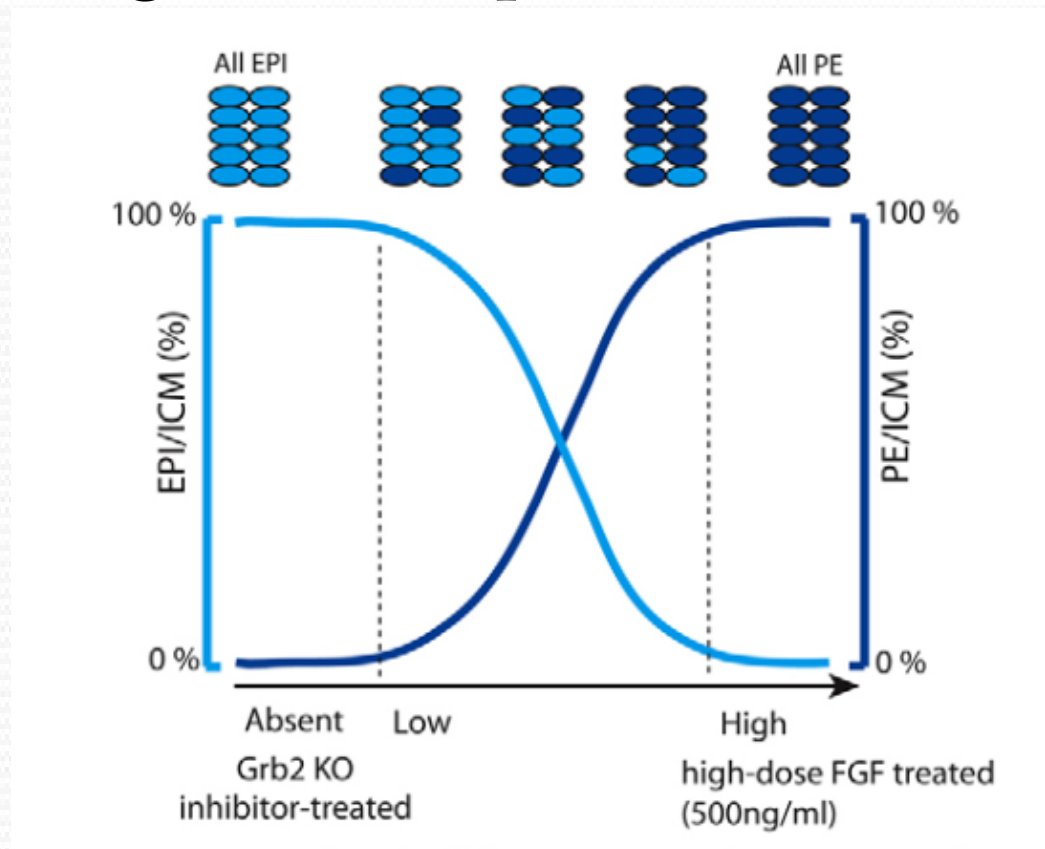 All EPI
All PE
100 %
100 %
EPI/ICM (%)
PE/ICM (%)
0 %
0 %
Absent
Low
High
Grb2 KO
inhibitor-treated
high-dose FGF treated
(500ng/ml)